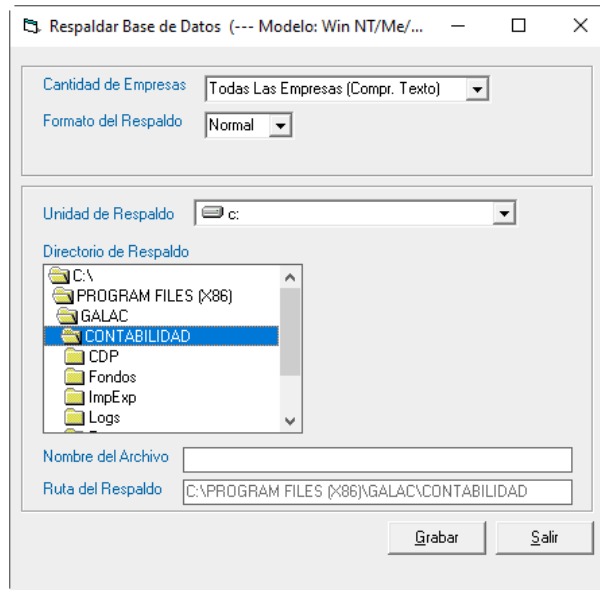 Respaldar Base de Datos (--- Modelo: Win NT/Me/...
Cantidad de Empresas Todas Las Empresas (Compr. Texto)
Formato del Respaldo Normal
Unidad de Respaldo c:
Directorio de Respaldo
C:\
PROGRAM FILES (X86)
GALAC
CONTABILIDAD
CDP
Fondos
ImpExp
Logs
Nombre del Archivo
Ruta del Respaldo C:\PROGRAM FILES (X86)\GALAC\CONTABILIDAD
Grabar Salir